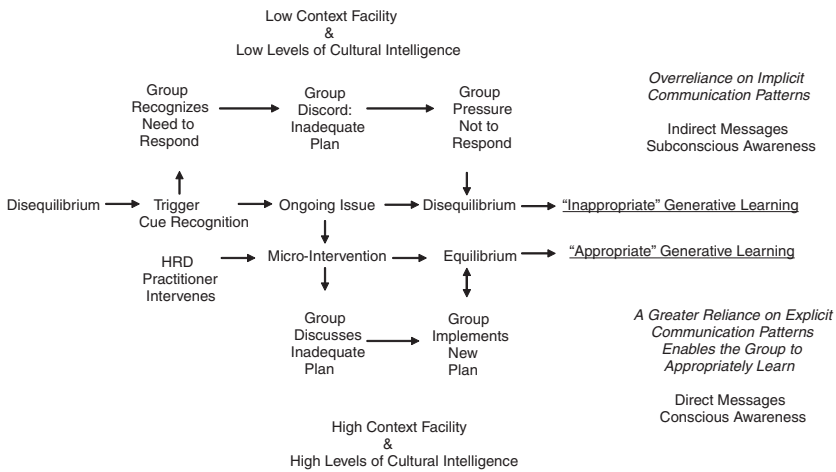 Low Context Facility
&
Low Levels of Cultural Intelligence
Group
Recognizes
Need to
Respond
Group
Discord:
Inadequate
Plan
Group
Pressure
Not to
Respond
Overreliance on Implicit
Communication Patterns
Indirect Messages
Subconscious Awareness
Disequilibrium
Trigger
Cue Recognition
Ongoing Issue
Disequilibrium
“Inappropriate” Generative Learning
HRD
Practitioner
Intervenes
Micro-Intervention
Equilibrium
“Appropriate” Generative Learning
Group
Discusses
Inadequate
Plan
Group
Implements
New
Plan
A Greater Reliance on Explicit
Communication Patterns
Enables the Group to
Appropriately Learn
Direct Messages
Conscious Awareness
High Context Facility
&
High Levels of Cultural Intelligence